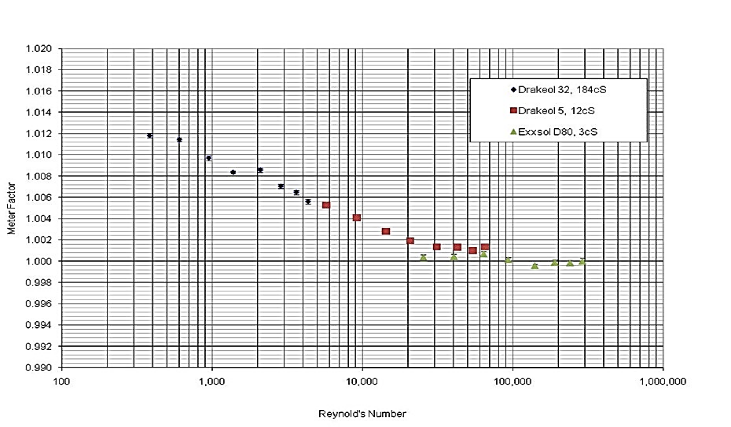 1.020
1.018
1.016
1.014
1.012
1.010
1.008
1.006
1.004
1.002
1.000
0.998
0.996
0.994
0.992
0.990
MeterFactor
Drakeol 32, 184cS
Drakeol 5, 12cS
Exxsol D80, 3cS
100 1,000 10,000 100,000 1,000,000
Reynold's Number